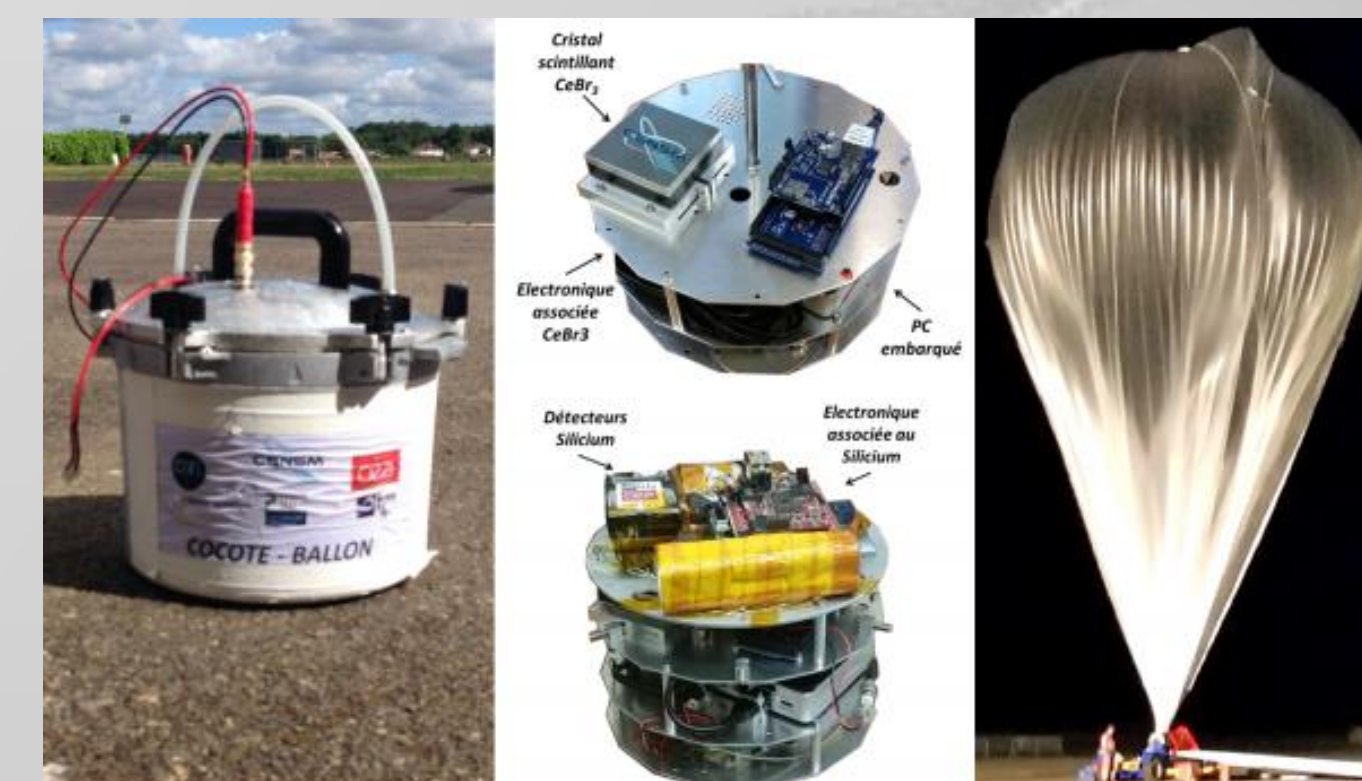 Cristal
scintillant
CeBr3
Electronique
associée
CeBr3
PC
embarqué
Détecteurs
Silicium
Electronique
associée au
Silicium
CENSM
COCOTE - BALLON